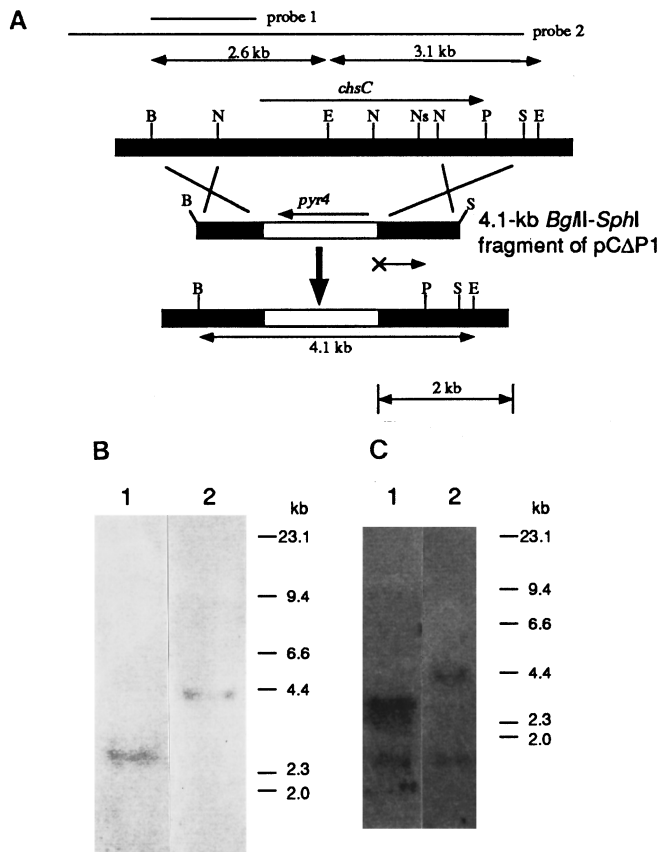 A
probe 1
probe 2
2.6 kb 3.1 kb
chsC
B N E N Ns N P S E
B pyr4 S
4.1-kb BglII-SphI
fragment of pCΔP1
B P S E
4.1 kb
2 kb
B
1 2 kb
23.1
9.4
6.6
4.4
2.3
2.0
C
1 2 kb
23.1
9.4
6.6
4.4
2.3
2.0